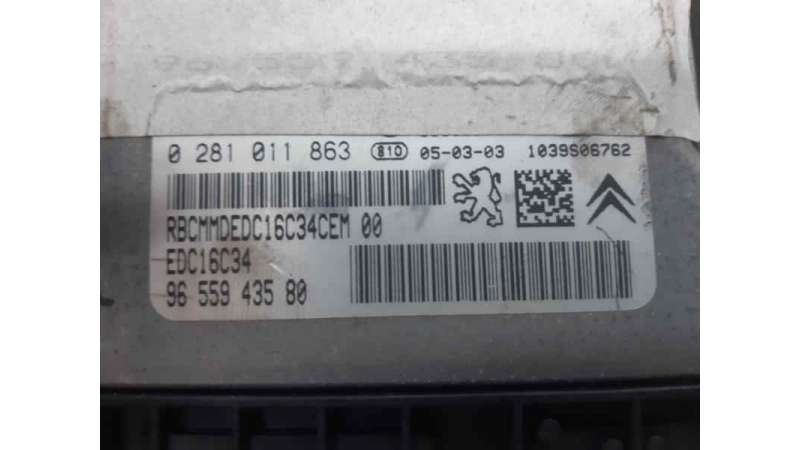 0 281 011 863 810 05-03-03 1039S06762
RBCMMDEDC16C34CEM 00
EDC16C34
96 559 435 80